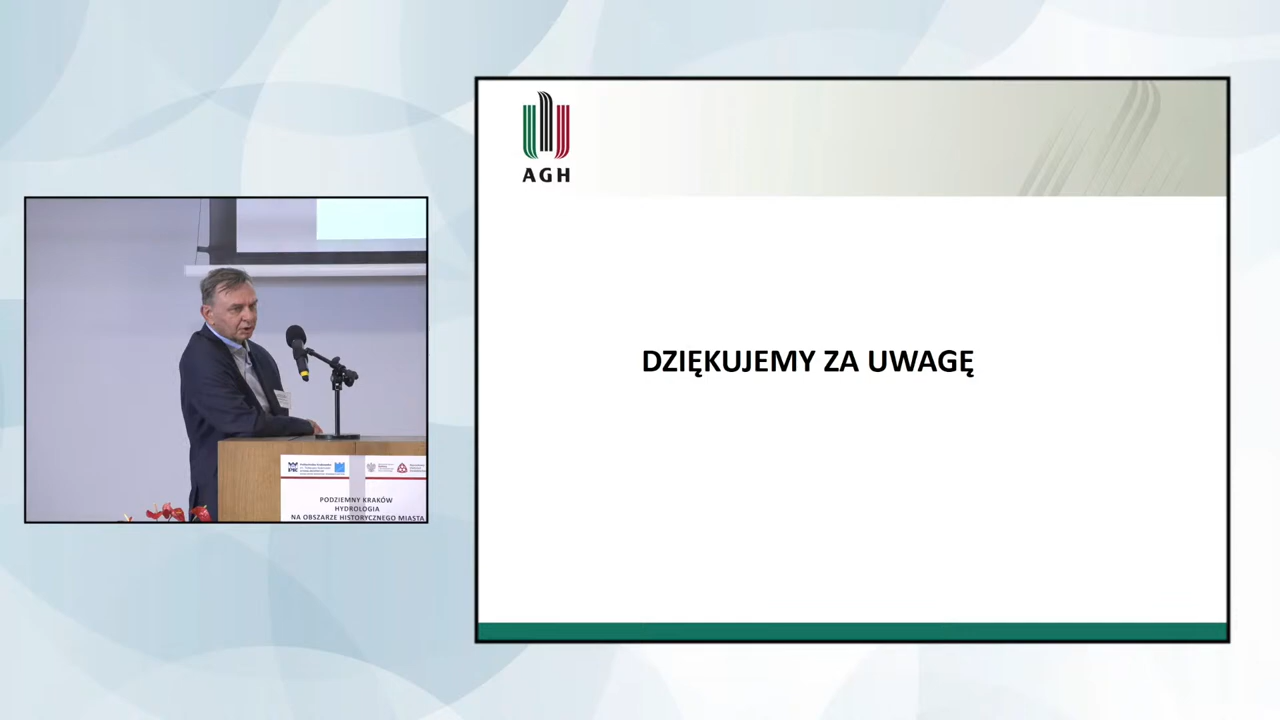 AGH
DZIĘKUJEMY ZA UWAGĘ
PODZIEMNY KRAKÓW
HYDROLOGIA
NA OBSZARZE HISTORYCZNEGO MIASTA